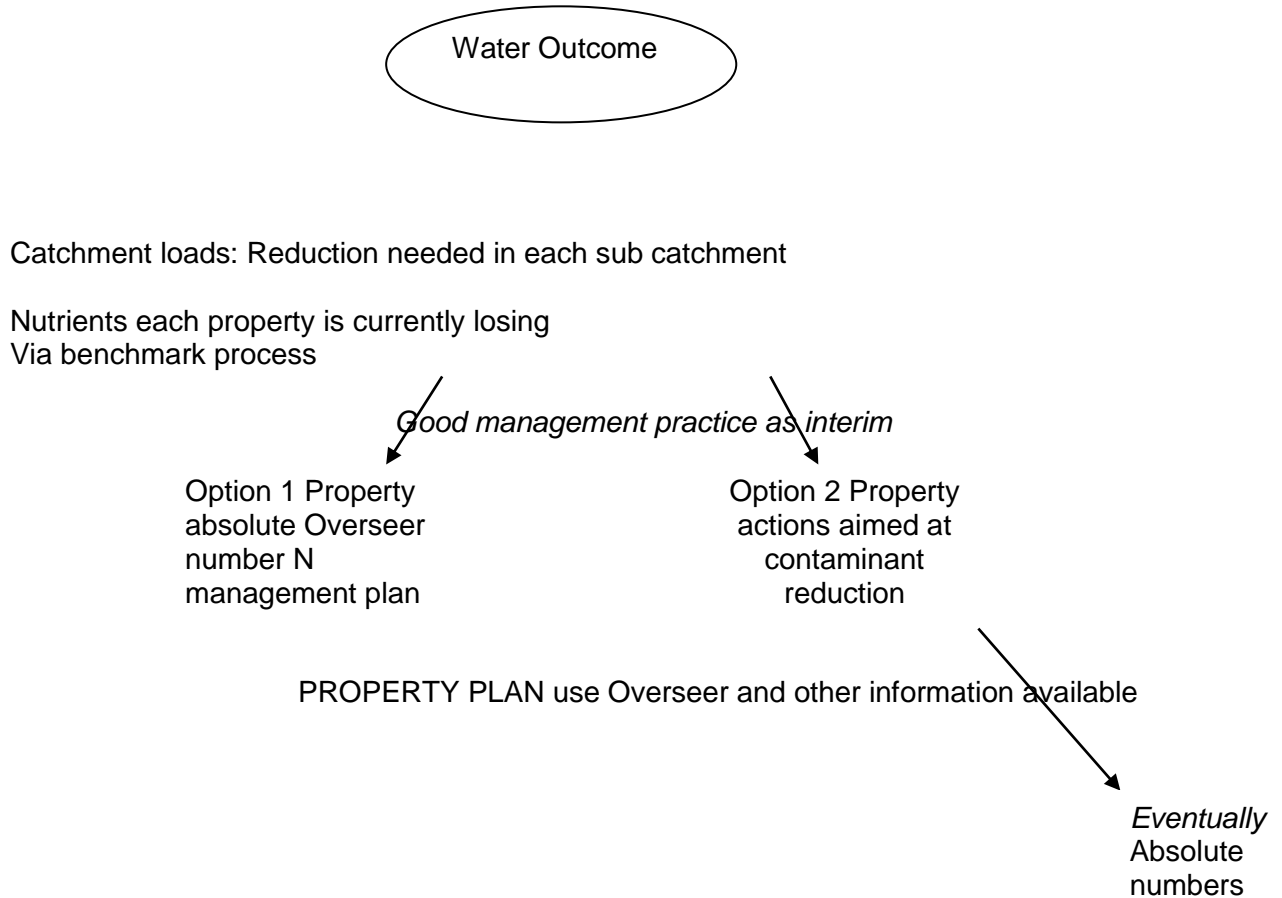 Water Outcome
Catchment loads: Reduction needed in each sub catchment
Nutrients each property is currently losing
Via benchmark process
Good management practice as interim
Option 1 Property
absolute Overseer
number N
management plan
Option 2 Property
actions aimed at
contaminant
reduction
PROPERTY PLAN use Overseer and other information available
Eventually
Absolute
numbers